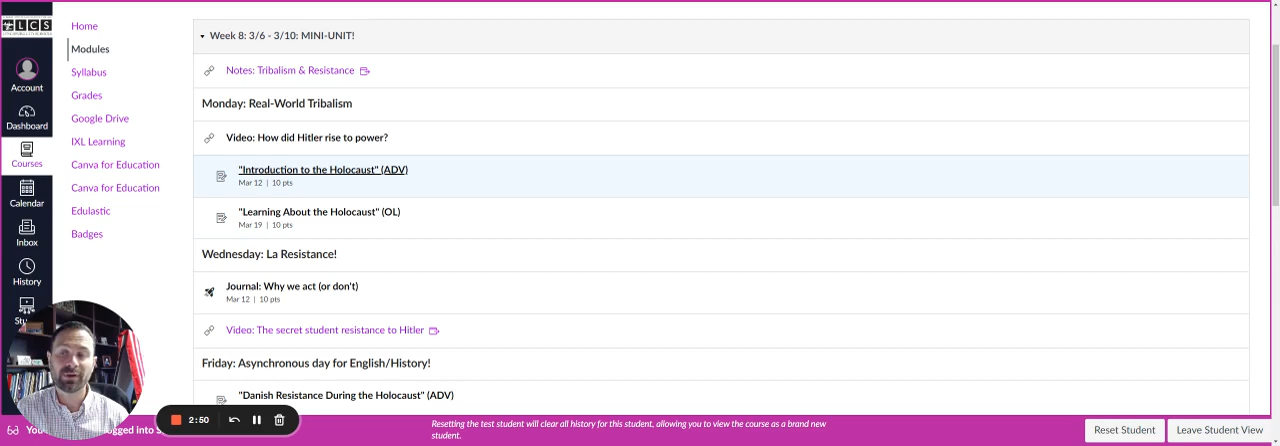 LCS
Account
Dashboard
Courses
Calendar
Inbox
History
Home
Modules
Syllabus
Grades
Google Drive
IXL Learning
Canva for Education
Canva for Education
Edulastic
Badges
Week 8: 3/6 - 3/10: MINI-UNIT!
Notes: Tribalism & Resistance
Monday: Real-World Tribalism
Video: How did Hitler rise to power?
"Introduction to the Holocaust" (ADV)
Mar 12 | 10 pts
"Learning About the Holocaust" (OL)
Mar 19 | 10 pts
Wednesday: La Resistance!
Journal: Why we act (or don't)
Mar 12 | 10 pts
Video: The secret student resistance to Hitler
Friday: Asynchronous day for English/History!
"Danish Resistance During the Holocaust" (ADV)
2:50
logged into
Resetting the test student will clear all history for this student, allowing you to view the course as a brand new
student.
Reset Student
Leave Student View